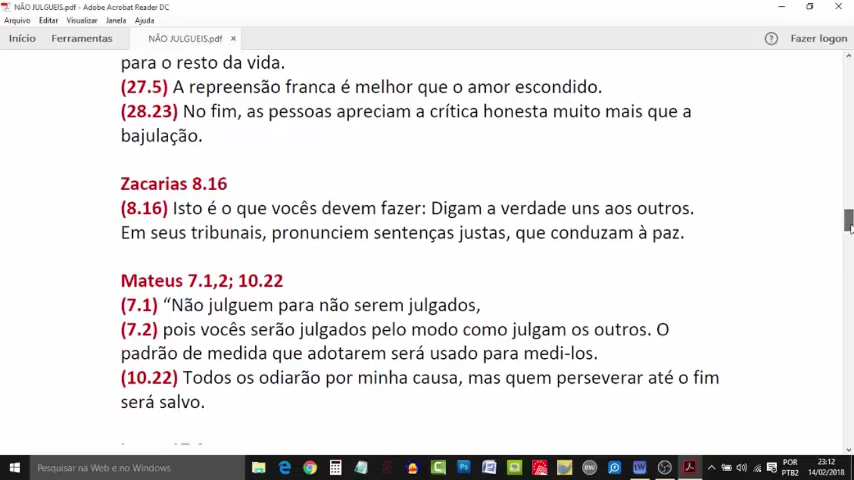 NÃO JULGUEIS.pdf - Adobe Acrobat Reader DC
Arquivo Editar Visualizar Janela Ajuda
Início Ferramentas NÃO JULGUEIS.pdf × Fazer logon
para o resto da vida.
(27.5) A repreensão franca é melhor que o amor escondido.
(28.23) No fim, as pessoas apreciam a crítica honesta muito mais que a
bajulação.
Zacarias 8.16
(8.16) Isto é o que vocês devem fazer: Digam a verdade uns aos outros.
Em seus tribunais, pronunciem sentenças justas, que conduzam à paz.
Mateus 7.1,2; 10.22
(7.1) “Não julguem para não serem julgados,
(7.2) pois vocês serão julgados pelo modo como julgam os outros. O
padrão de medida que adotarem será usado para medi-los.
(10.22) Todos os odiarão por minha causa, mas quem perseverar até o fim
será salvo.
Pesquisar na Web e no Windows
POR 23:12
PTB2 14/02/2018